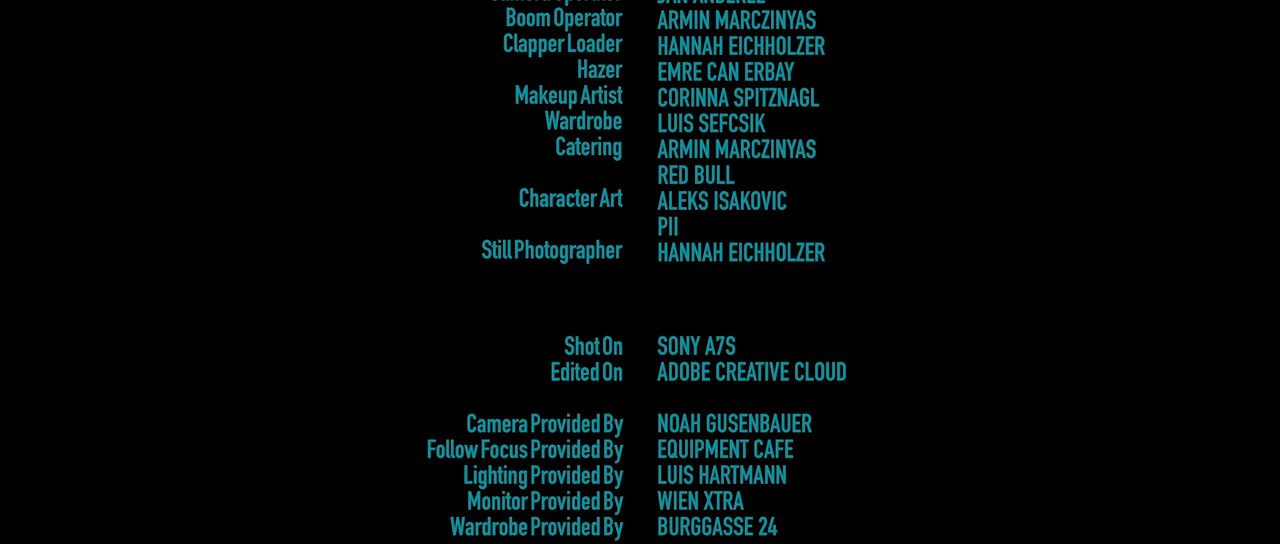 Boom Operator ARMIN MARCZINYAS
Clapper Loader HANNAH EICHHOLZER
Hazer EMRE CAN ERBAY
Makeup Artist CORINNA SPITZNAGL
Wardrobe LUIS SEFCSIK
Catering ARMIN MARCZINYAS
RED BULL
Character Art ALEKS ISAKOVIC
PII
Still Photographer HANNAH EICHHOLZER
Shot On SONY A7S
Edited On ADOBE CREATIVE CLOUD
Camera Provided By NOAH GUSENBAUER
Follow Focus Provided By EQUIPMENT CAFE
Lighting Provided By LUIS HARTMANN
Monitor Provided By WIEN XTRA
Wardrobe Provided By BURGGASSE 24